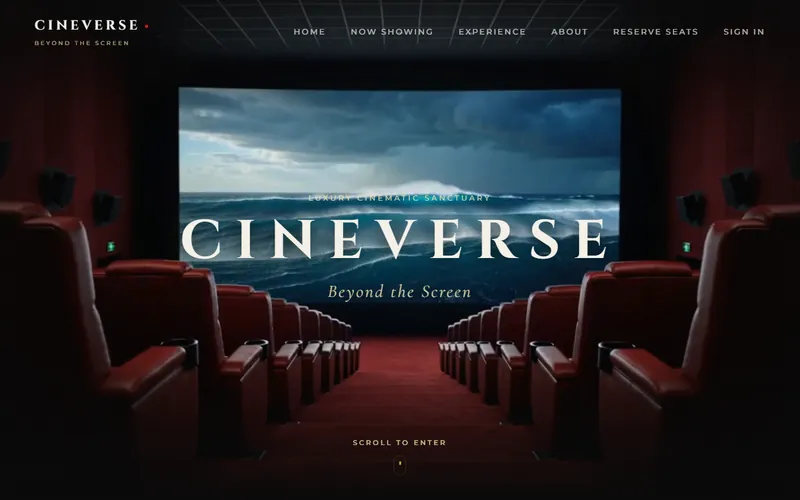 CINEVERSE
BEYOND THE SCREEN
HOME NOW SHOWING EXPERIENCE ABOUT RESERVE SEATS SIGN IN
LUXURY CINEMATIC SANCTUARY
CINEVERSE
Beyond the Screen
SCROLL TO ENTER